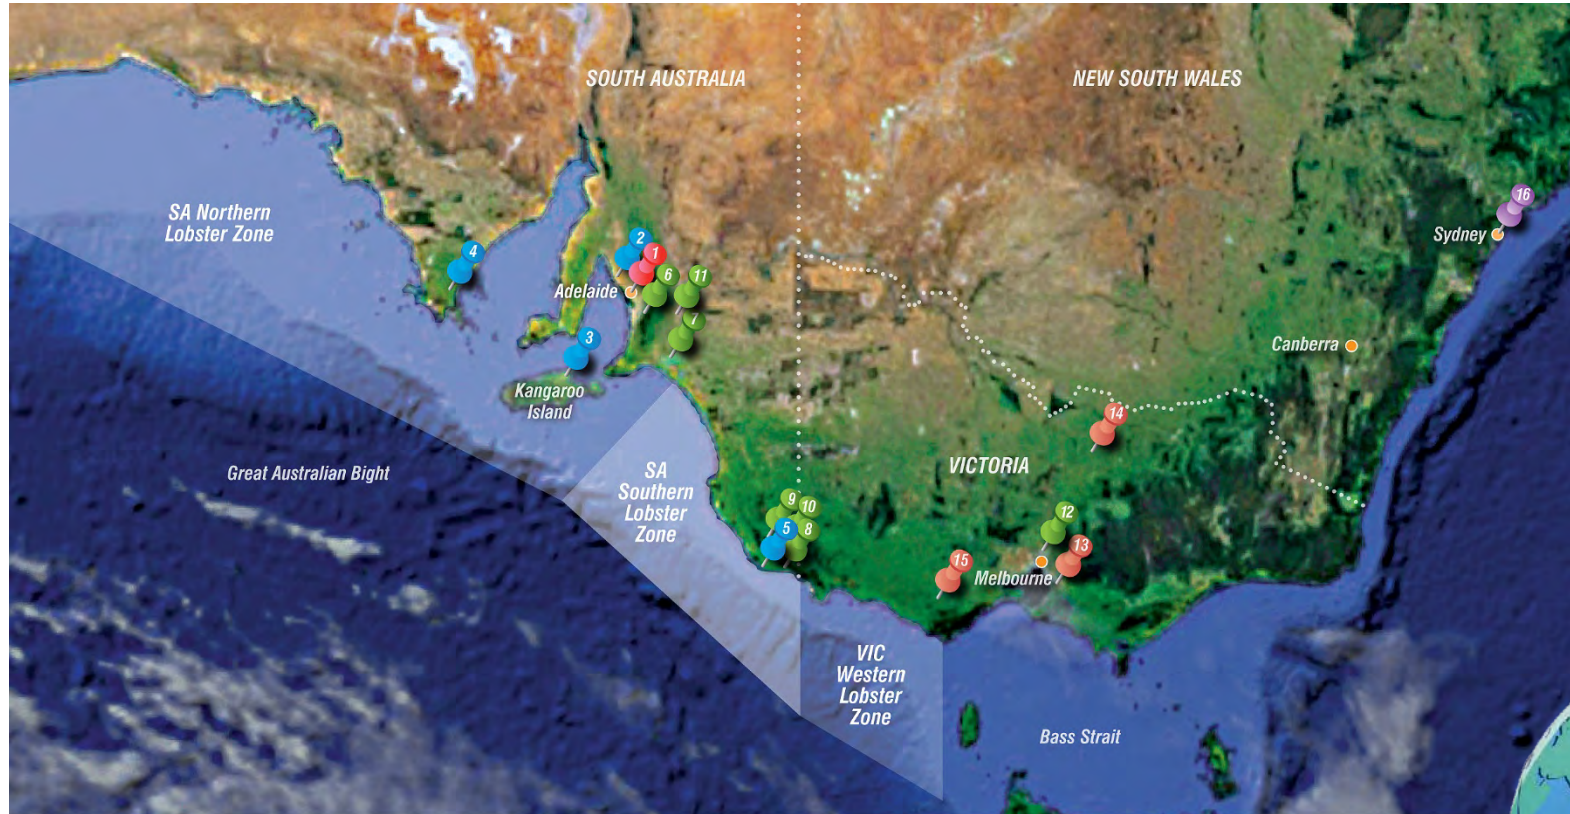 SOUTH AUSTRALIA
NEW SOUTH WALES
SA Northern
Lobster Zone
16
Sydney
2
4
1
6
11
Adelaide
3
Canberra
Kangaroo
Island
14
VICTORIA
Great Australian Bight
SA
Southern
Lobster
Zone
9
10
5
8
12
13
15
Melbourne
VIC
Western
Lobster
Zone
Bass Strait